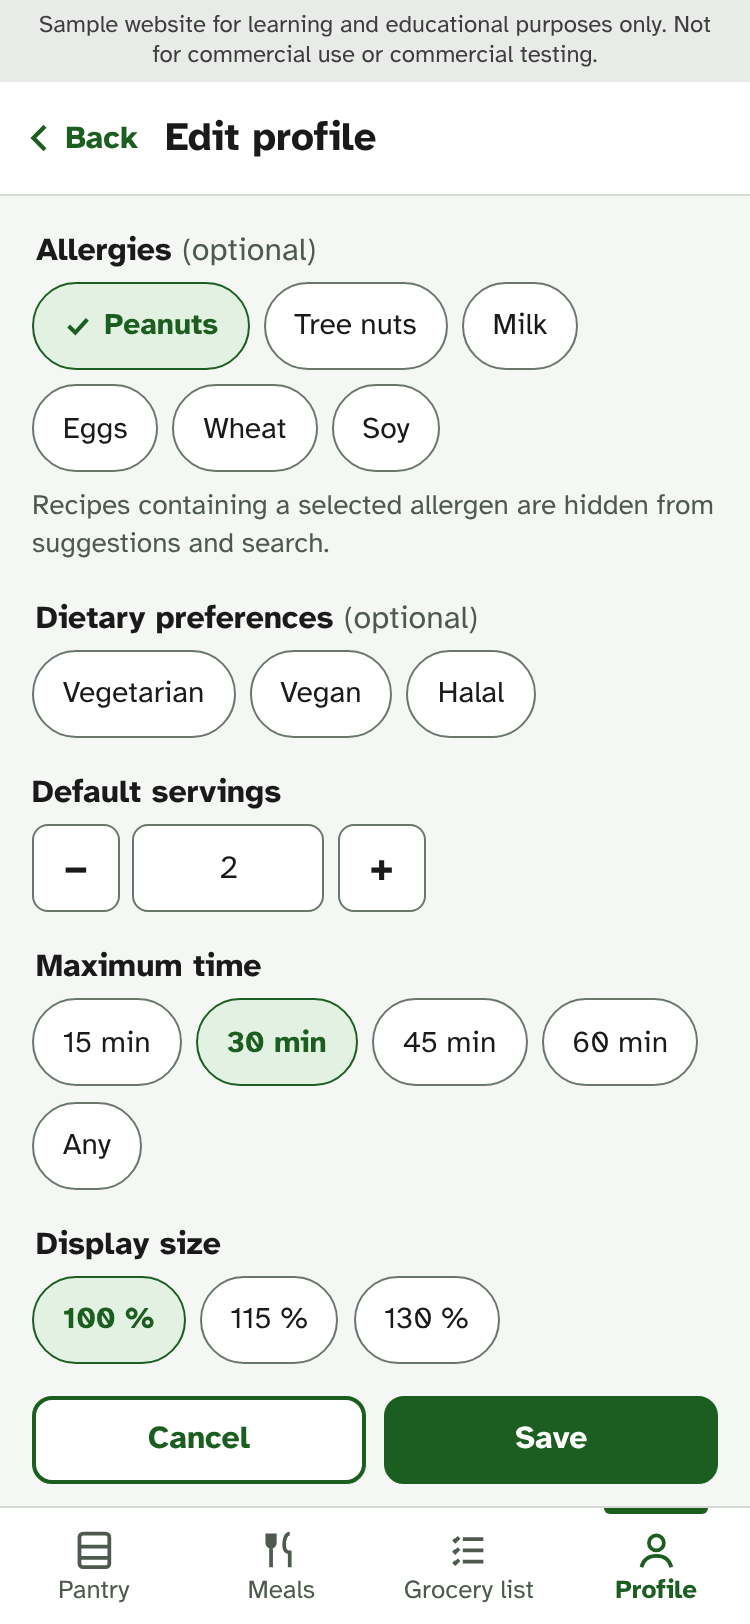 Sample website for learning and educational purposes only. Not
for commercial use or commercial testing.
Back Edit profile
Allergies (optional)
Peanuts Tree nuts Milk
Eggs Wheat Soy
Recipes containing a selected allergen are hidden from
suggestions and search.
Dietary preferences (optional)
Vegetarian Vegan Halal
Default servings
− 2 +
Maximum time
15 min 30 min 45 min 60 min
Any
Display size
100 % 115 % 130 %
Cancel Save
Pantry Meals Grocery list Profile